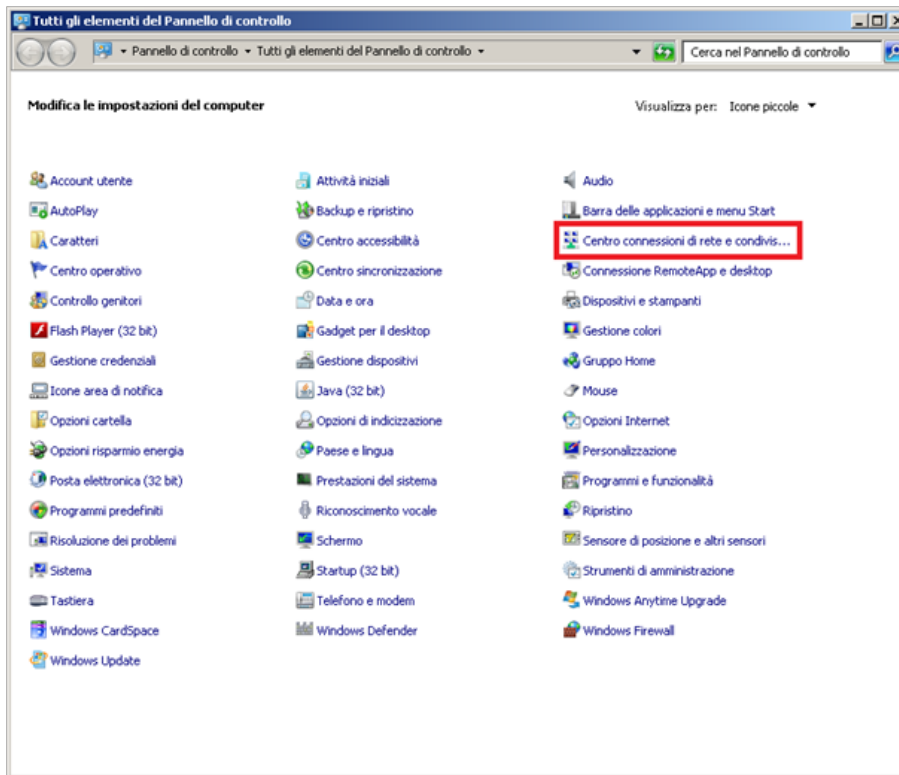 Tutti gli elementi del Pannello di controllo
Pannello di controllo Tutti gli elementi del Pannello di controllo Cerca nel Pannello di controllo
Modifica le impostazioni del computer Visualizza per: Icone piccole
Account utente Attività iniziali Audio
AutoPlay Backup e ripristino Barra delle applicazioni e menu Start
Caratteri Centro accessibilità Centro connessioni di rete e condivis...
Centro operativo Centro sincronizzazione Connessione RemoteApp e desktop
Controllo genitori Data e ora Dispositivi e stampanti
Flash Player (32 bit) Gadget per il desktop Gestione colori
Gestione credenziali Gestione dispositivi Gruppo Home
Icone area di notifica Java (32 bit) Mouse
Opzioni cartella Opzioni di indicizzazione Opzioni Internet
Opzioni risparmio energia Paese e lingua Personalizzazione
Posta elettronica (32 bit) Prestazioni del sistema Programmi e funzionalità
Programmi predefiniti Riconoscimento vocale Ripristino
Risoluzione dei problemi Schermo Sensore di posizione e altri sensori
Sistema Startup (32 bit) Strumenti di amministrazione
Tastiera Telefono e modem Windows Anytime Upgrade
Windows CardSpace Windows Defender Windows Firewall
Windows Update